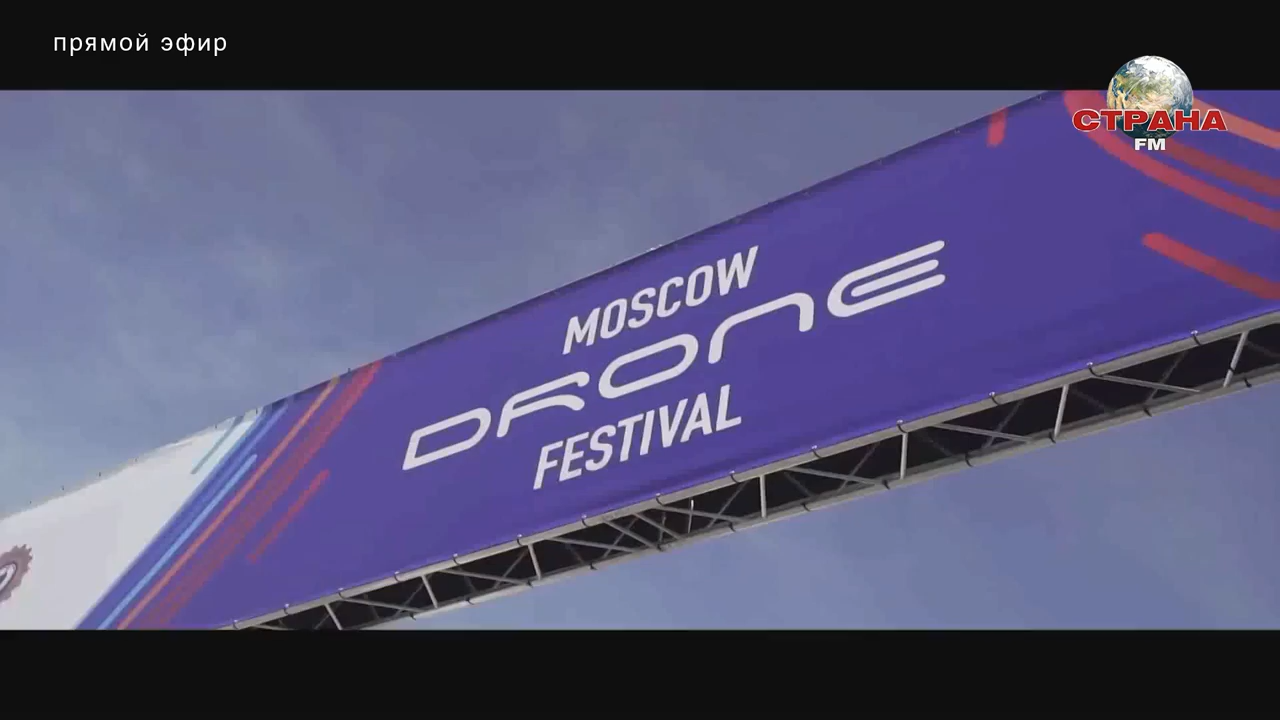 прямой эфир
СТРАНА
FM
MOSCOW
DRONE
FESTIVAL